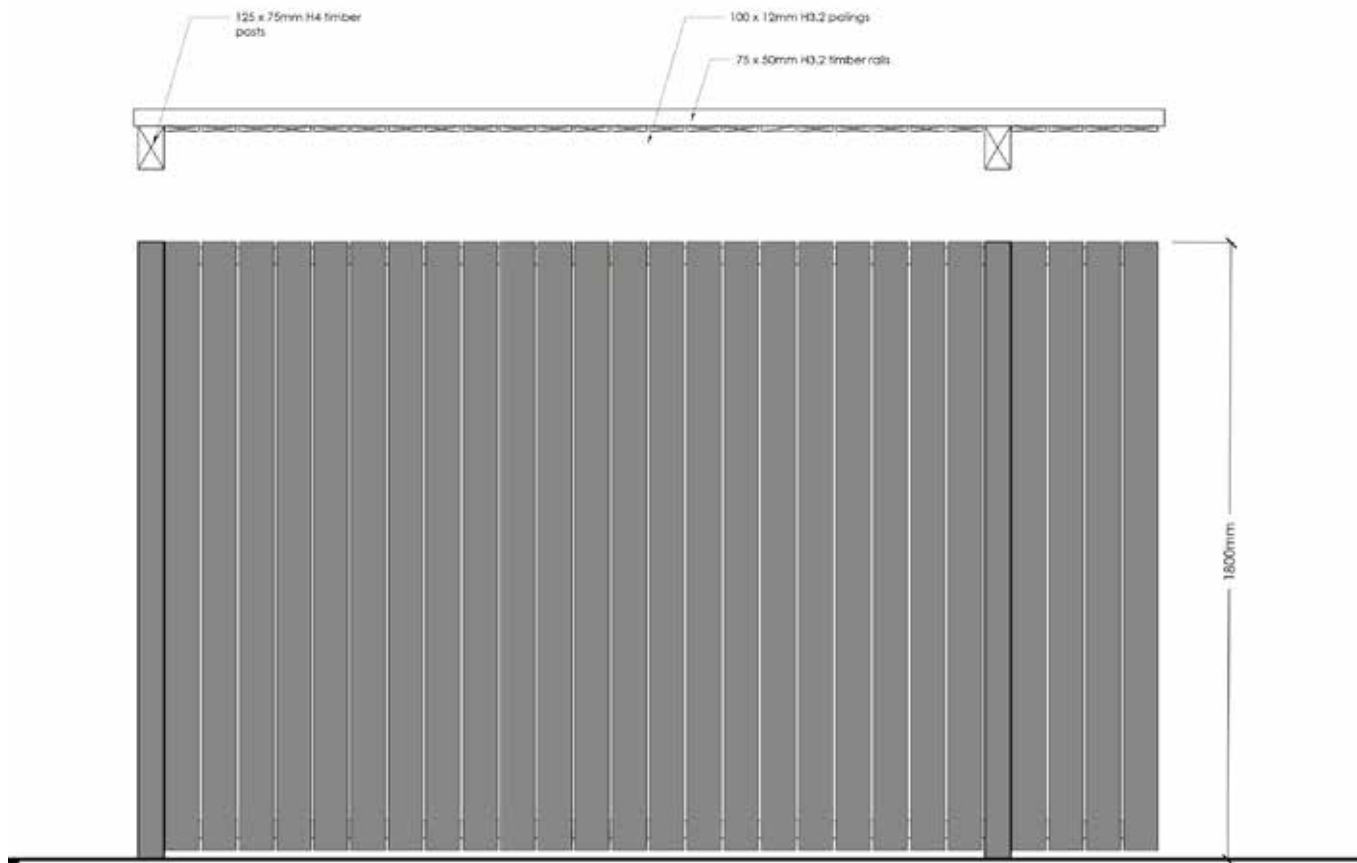 125 x 75mm H4 timber
posts
100 x 12mm H3.2 palings
75 x 50mm H3.2 timber rails
1800mm